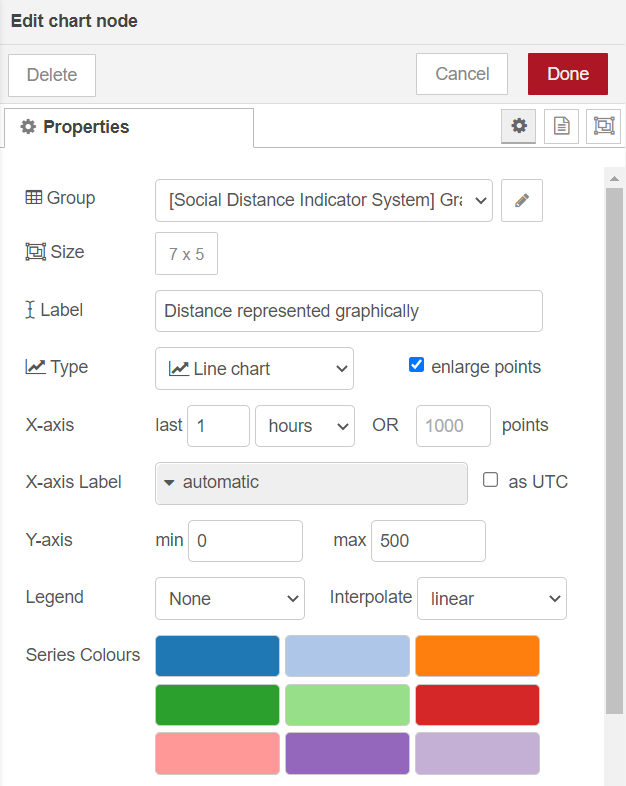 Edit chart node
Delete Cancel Done
Properties
Group [Social Distance Indicator System] Gra
Size 7 x 5
Label Distance represented graphically
Type Line chart enlarge points
X-axis last 1 hours OR 1000 points
X-axis Label automatic as UTC
Y-axis min 0 max 500
Legend None Interpolate linear
Series Colours